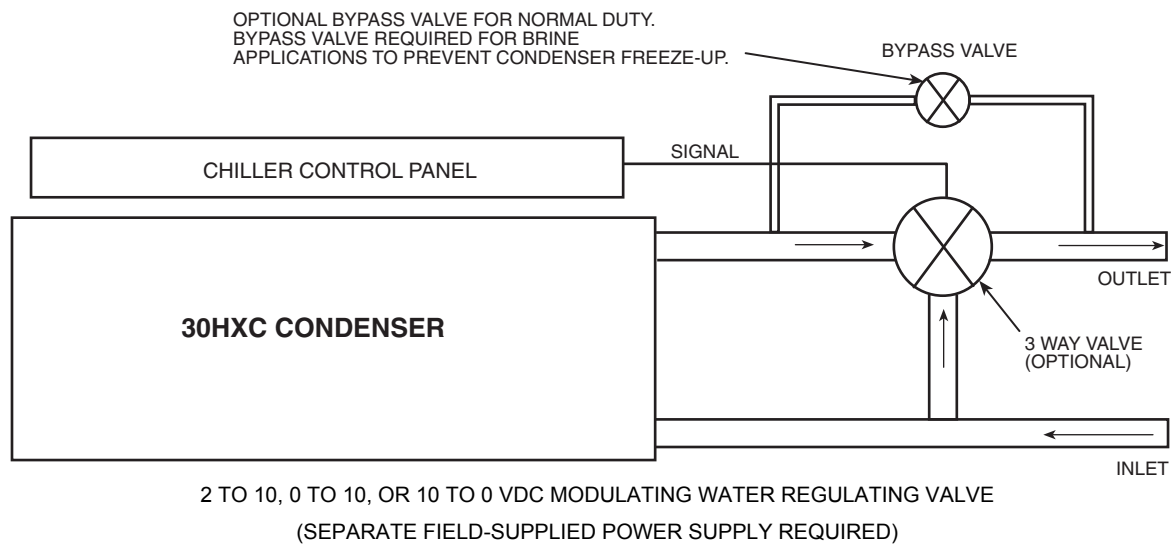 OPTIONAL BYPASS VALVE FOR NORMAL DUTY.
BYPASS VALVE REQUIRED FOR BRINE
APPLICATIONS TO PREVENT CONDENSER FREEZE-UP.
BYPASS VALVE
CHILLER CONTROL PANEL
SIGNAL
OUTLET
30HXC CONDENSER
3 WAY VALVE
(OPTIONAL)
INLET
2 TO 10, 0 TO 10, OR 10 TO 0 VDC MODULATING WATER REGULATING VALVE
(SEPARATE FIELD-SUPPLIED POWER SUPPLY REQUIRED)